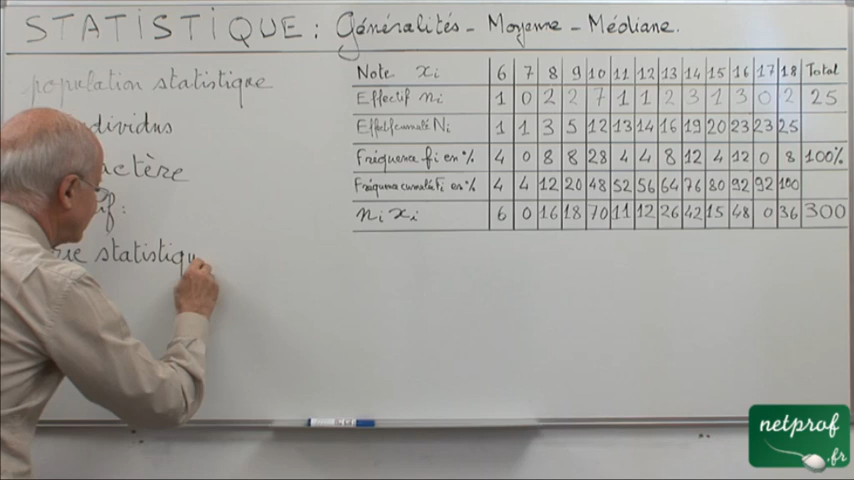 STATISTIQUE : Généralités - Moyenne - Médiane.
population statistique
dividus
actère
if :
rie statistiqu
Note xi 6 7 8 9 10 11 12 13 14 15 16 17 18 Total
Effectif ni 1 0 2 2 7 1 1 2 3 1 3 0 2 25
Effectif cumulé Ni 1 1 3 5 12 13 14 16 19 20 23 23 25
Fréquence fi en % 4 0 8 8 28 4 4 8 12 4 12 0 8 100%
Fréquence cumulée Fi en % 4 4 12 20 48 52 56 64 76 80 92 92 100
ni xi 6 0 16 18 70 11 12 26 42 15 48 0 36 300
netprof
.fr